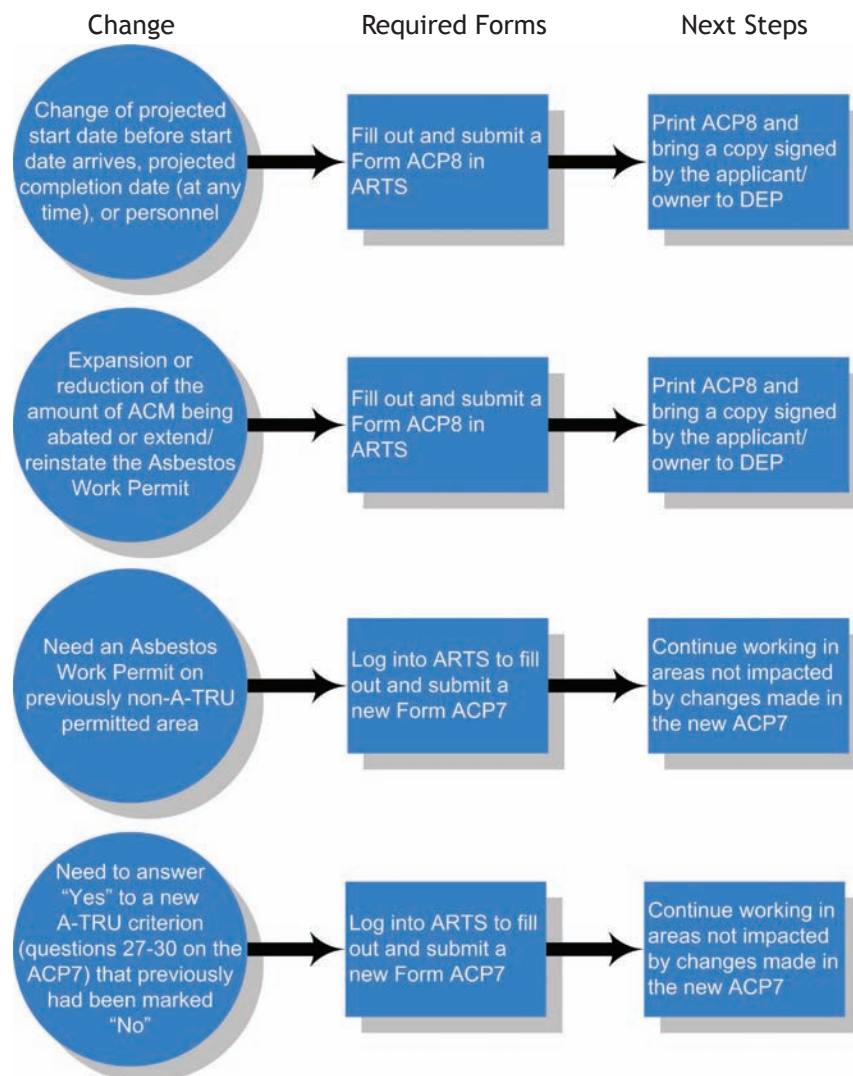 Change
Required Forms
Next Steps
Change of projected
start date before start
date arrives, projected
completion date (at any
time), or personnel
Fill out and submit a
Form ACP8 in
ARTS
Print ACP8 and
bring a copy signed
by the applicant/
owner to DEP
Expansion or
reduction of the
amount of ACM being
abated or extend/
reinstate the Asbestos
Work Permit
Fill out and submit a
Form ACP8 in
ARTS
Print ACP8 and
bring a copy signed
by the applicant/
owner to DEP
Need an Asbestos
Work Permit on
previously non-A-TRU
permitted area
Log into ARTS to fill
out and submit a
new Form ACP7
Continue working in
areas not impacted
by changes made in
the new ACP7
Need to answer
“Yes” to a new
A-TRU criterion
(questions 27-30 on the
ACP7) that previously
had been marked
“No”
Log into ARTS to fill
out and submit a
new Form ACP7
Continue working in
areas not impacted
by changes made in
the new ACP7